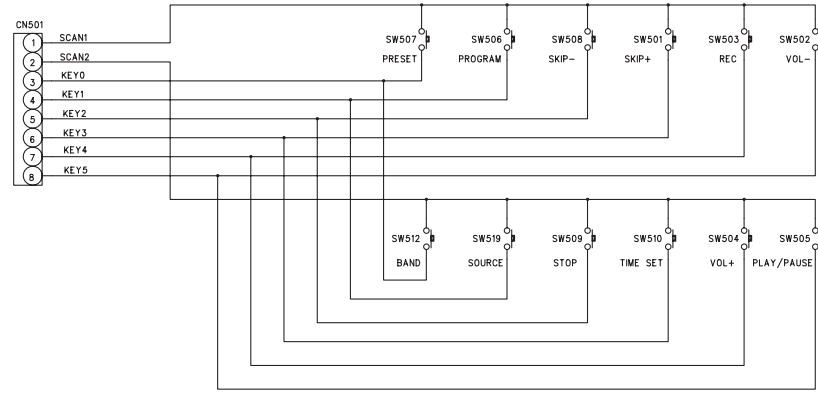 CN501
1 SCAN1
2 SCAN2
3 KEY0
4 KEY1
5 KEY2
6 KEY3
7 KEY4
8 KEY5
SW507 SW506 SW508 SW501 SW503 SW502
PRESET PROGRAM SKIP- SKIP+ REC VOL-
SW512 SW519 SW509 SW510 SW504 SW505
BAND SOURCE STOP TIME SET VOL+ PLAY/PAUSE